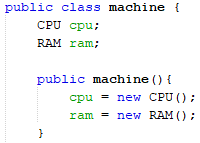 public class machine {
    CPU cpu;
    RAM ram;

    public machine(){
        cpu = new CPU();
        ram = new RAM();
    }